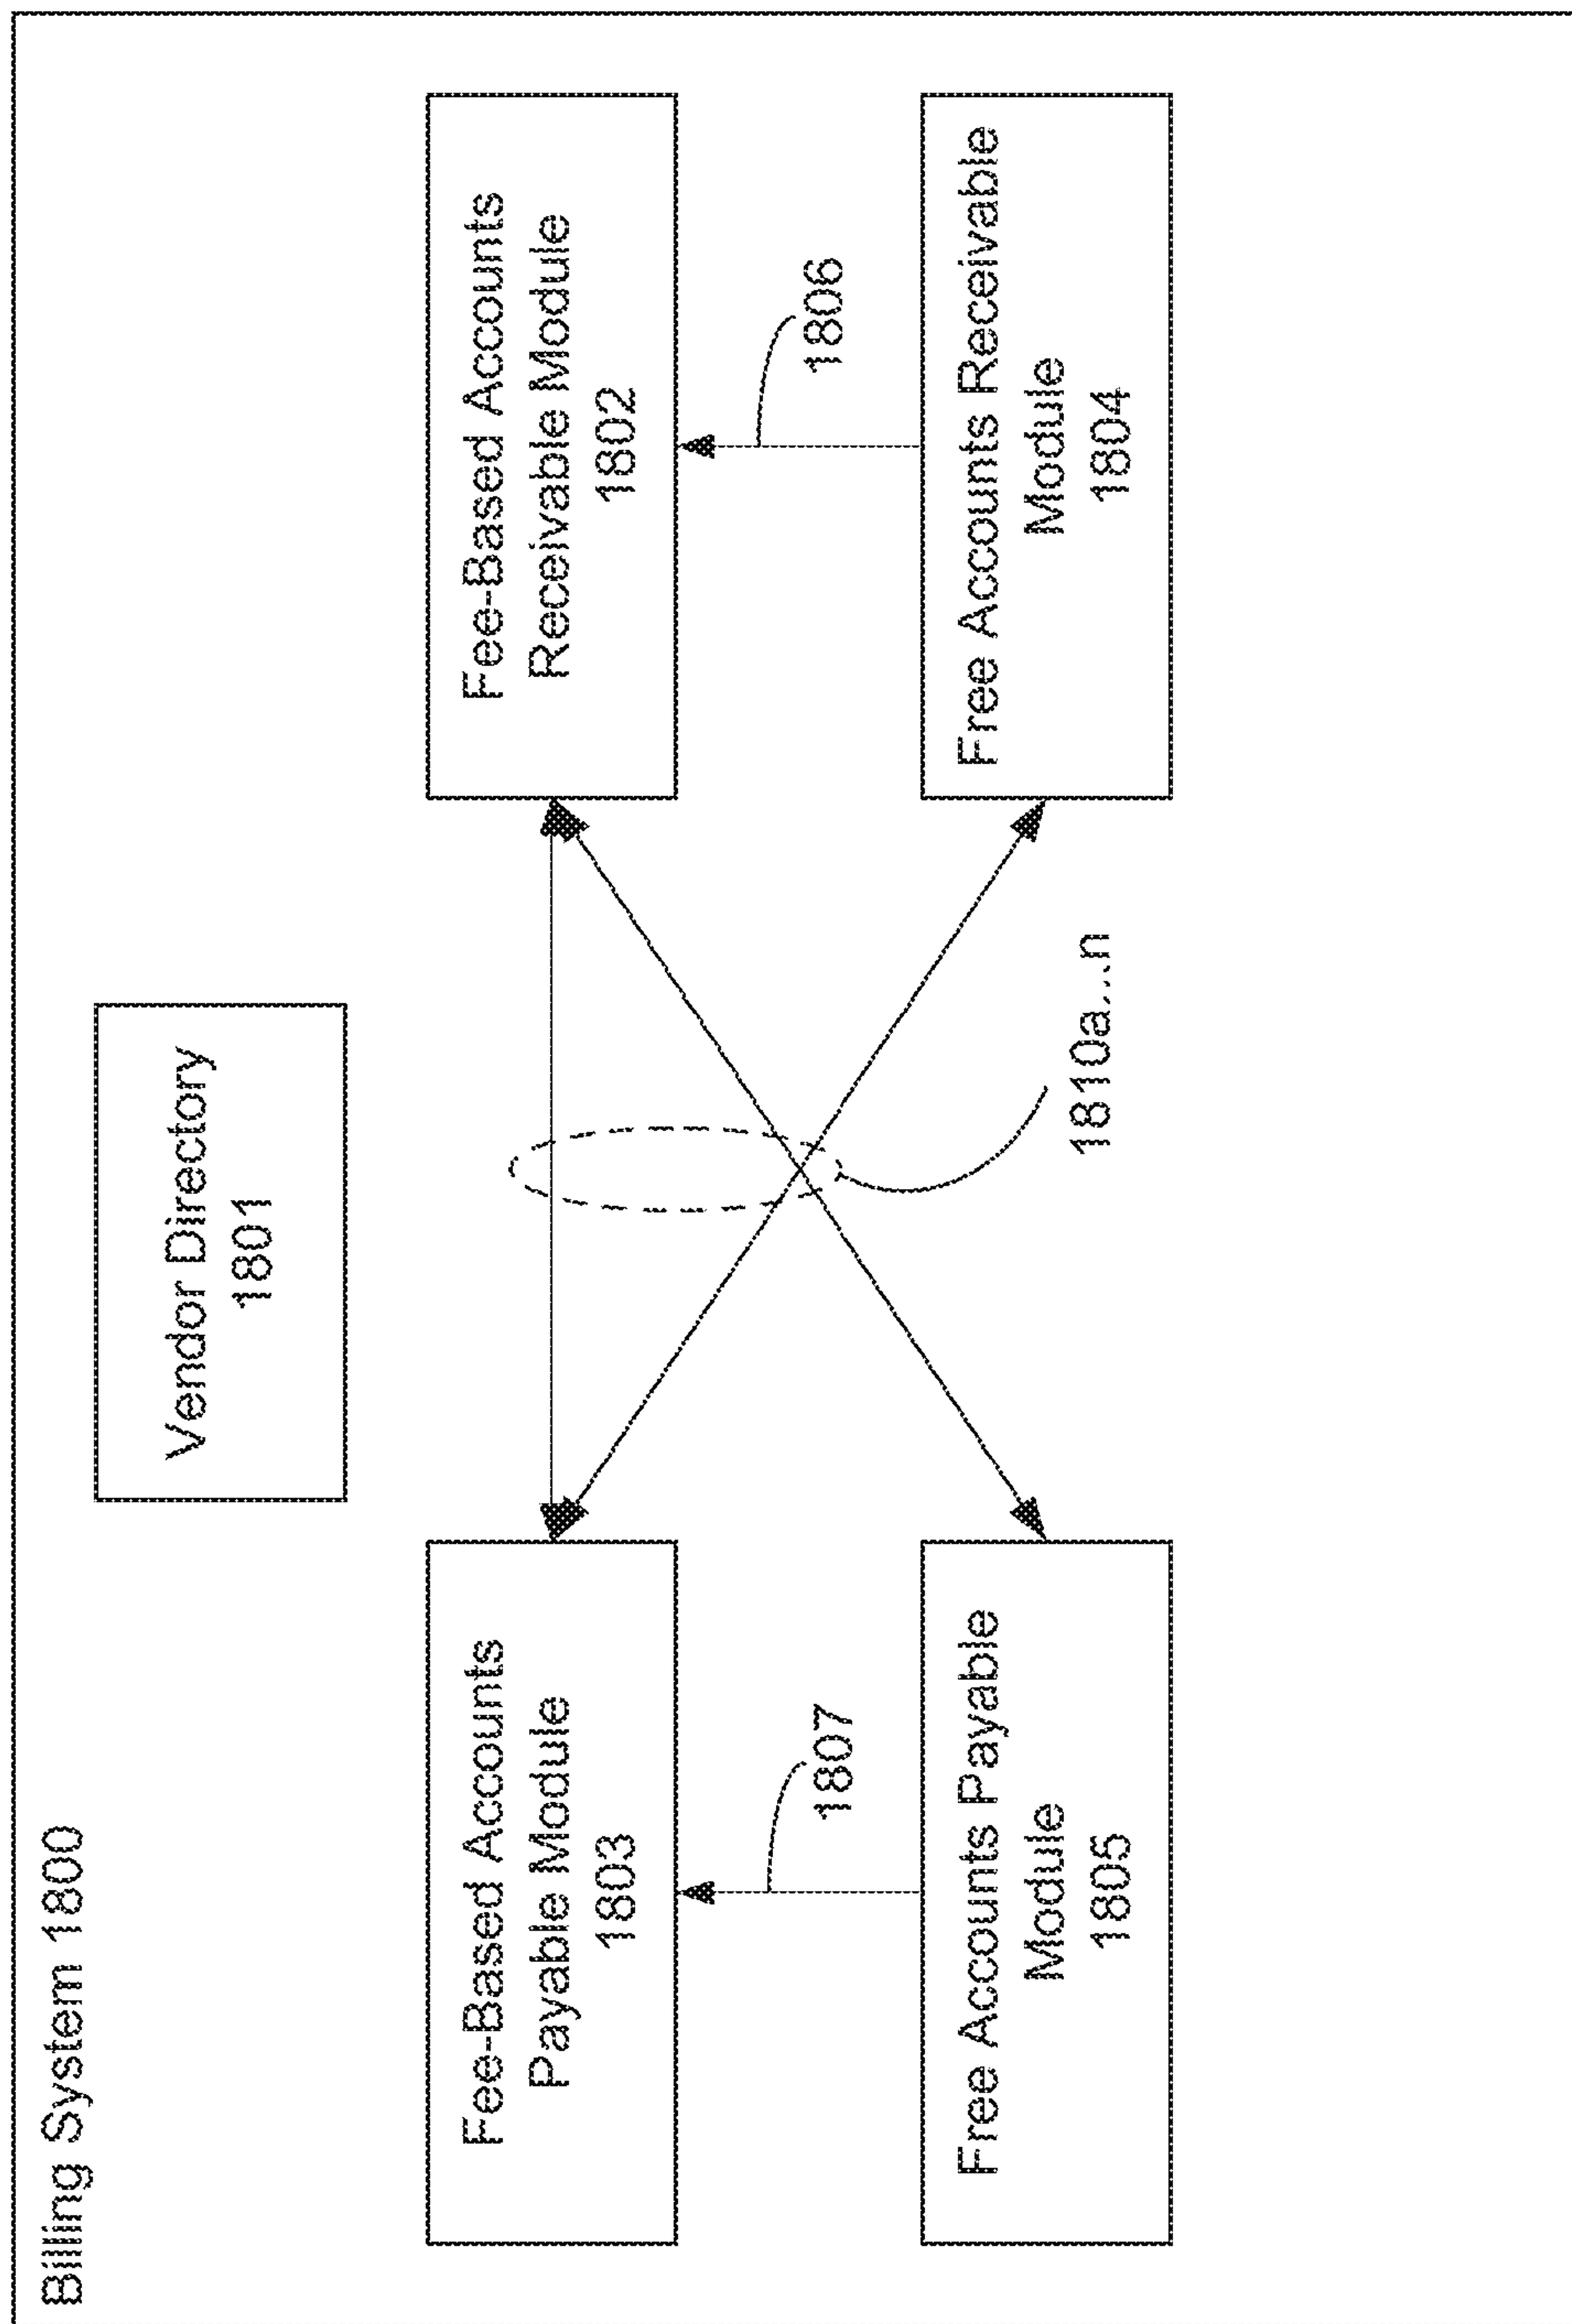 Billing System 1800
Vendor Directory
1801
Fee-Based Accounts
Payable Module
1803
Fee-Based Accounts
Receivable Module
1802
1807
1806
Free Accounts Payable
Module
1805
Free Accounts Receivable
Module
1804
1810a...n